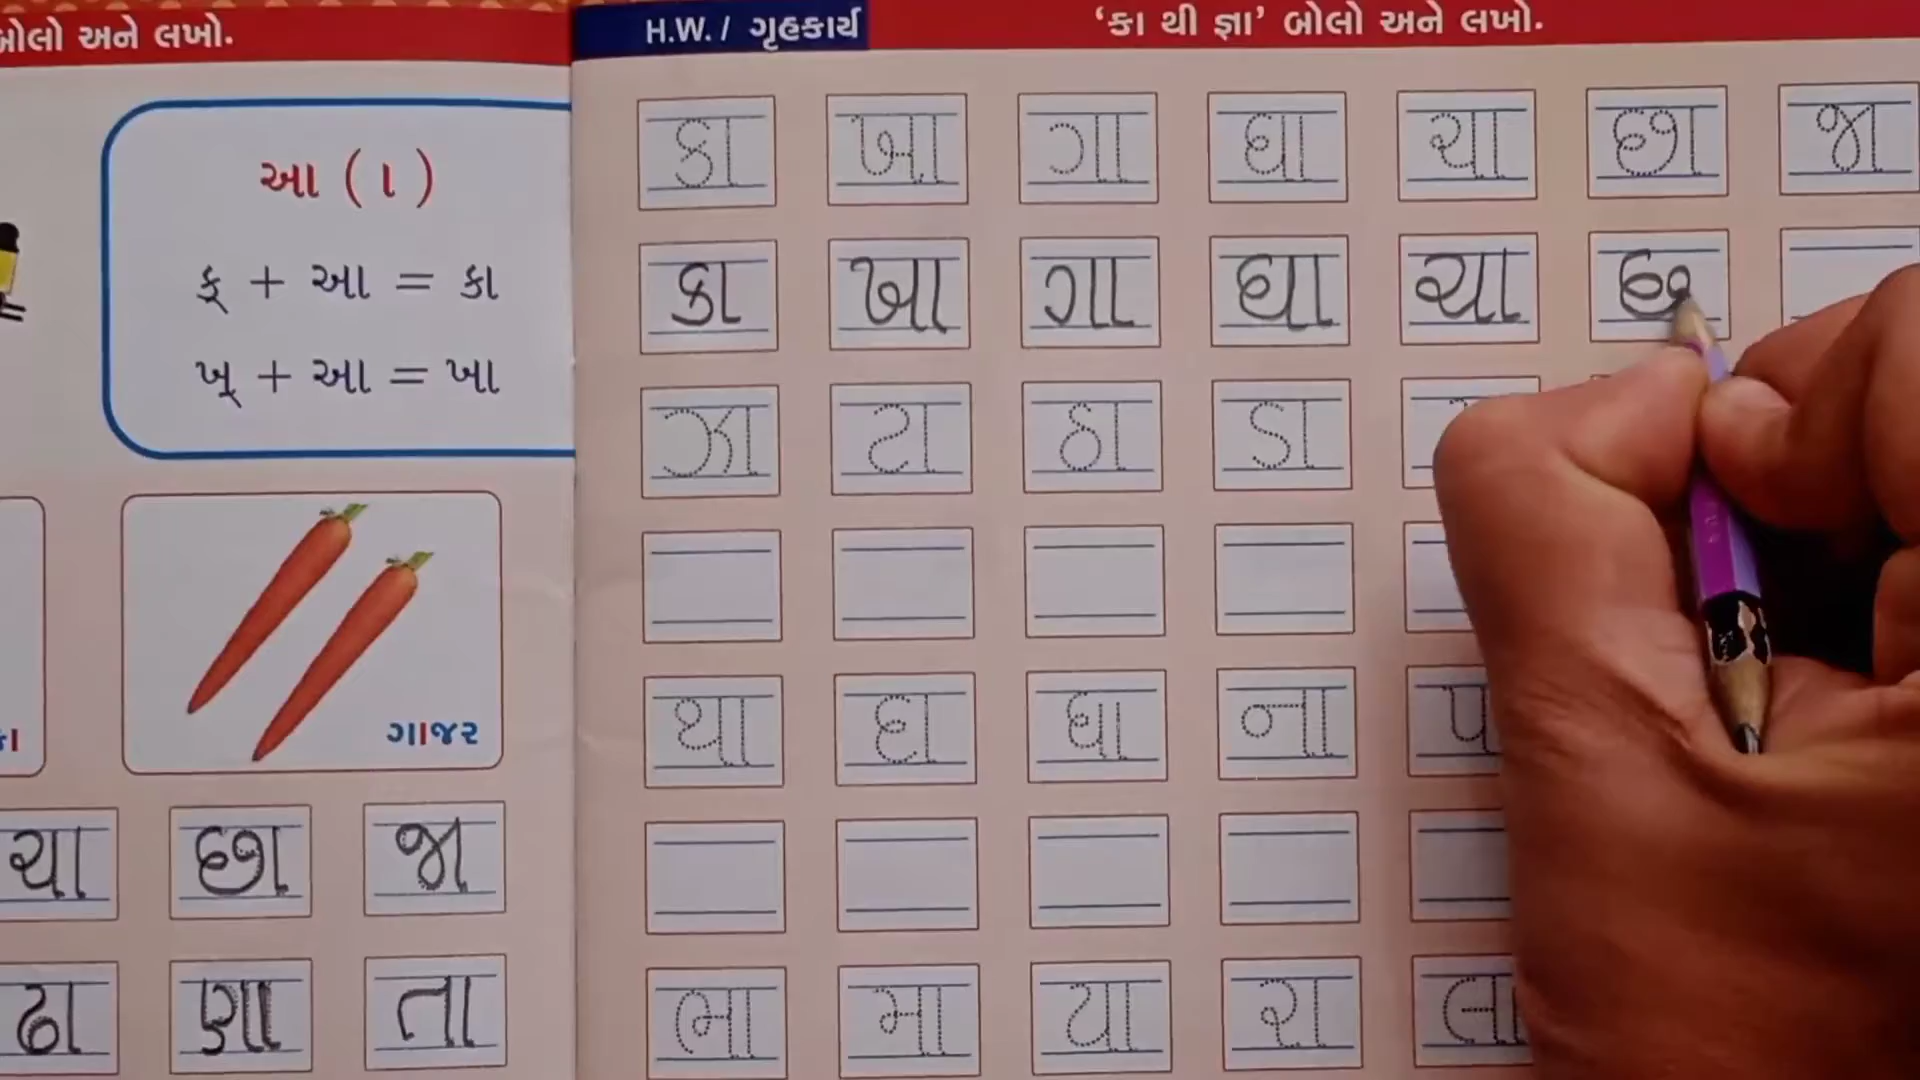 બોલો અને લખો.
આ ( ા )
ક્ + આ = કા
ખ્ + આ = ખા
ગાજર
ચા છા જા
ઢા ણા તા
H.W. / ગૃહકાર્ય
‘કા થી જ્ઞા’ બોલો અને લખો.
કા ખા ગા ઘા ચા છા જા
કા ખા ગા ઘા ચા છ
ઝા ટા ઠા ડા
થા દા ધા ના
ભા મા યા રા લા